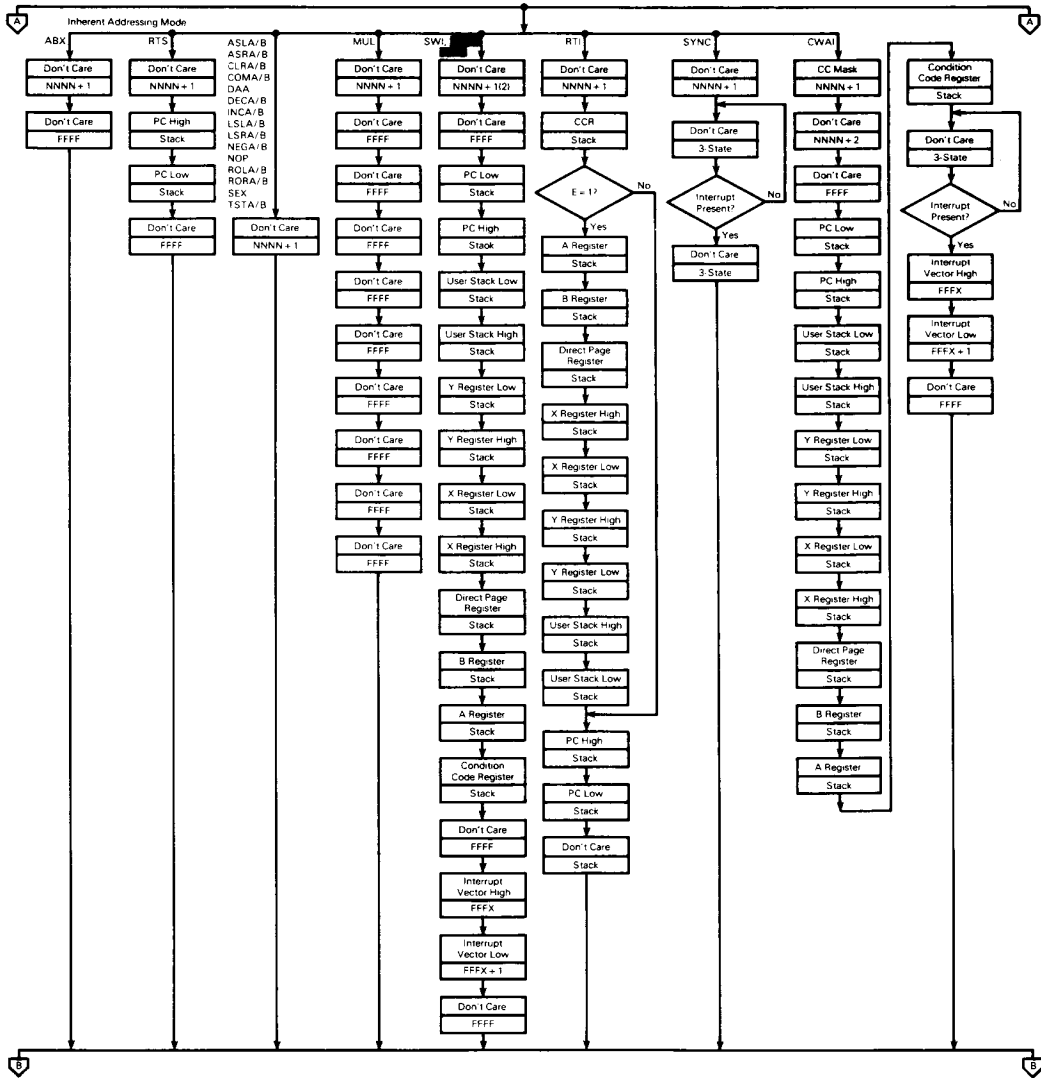 A
A
Inherent Addressing Mode
ABX
Don't Care
NNNN + 1
Don't Care
FFFF
RTS
Don't Care
NNNN + 1
PC High
Stack
PC Low
Stack
Don't Care
FFFF
ASLA/B
ASRA/B
CLRA/B
COMA/B
DAA
DECA/B
INCA/B
LSLA/B
LSRA/B
NEGA/B
NOP
ROLA/B
RORA/B
SEX
TSTA/B
Don't Care
NNNN + 1
MUL
Don't Care
NNNN + 1
Don't Care
FFFF
Don't Care
FFFF
Don't Care
FFFF
Don't Care
FFFF
Don't Care
FFFF
Don't Care
FFFF
Don't Care
FFFF
Don't Care
FFFF
Don't Care
FFFF
SWI,
Don't Care
NNNN + 1(2)
Don't Care
FFFF
PC Low
Stack
PC High
Stack
User Stack Low
Stack
User Stack High
Stack
Y Register Low
Stack
Y Register High
Stack
X Register Low
Stack
X Register High
Stack
Direct Page
Register
Stack
B Register
Stack
A Register
Stack
Condition
Code Register
Stack
Don't Care
FFFF
Interrupt
Vector High
FFFX
Interrupt
Vector Low
FFFX + 1
Don't Care
FFFF
RTI
Don't Care
NNNN + 1
CCR
Stack
E = 1?
No
Yes
A Register
Stack
B Register
Stack
Direct Page
Register
Stack
X Register High
Stack
X Register Low
Stack
Y Register High
Stack
Y Register Low
Stack
User Stack High
Stack
User Stack Low
Stack
PC High
Stack
PC Low
Stack
Don't Care
Stack
SYNC
Don't Care
NNNN + 1
Don't Care
3-State
Interrupt
Present?
No
Yes
Don't Care
3-State
CWAI
CC Mask
NNNN + 1
Don't Care
NNNN + 2
Don't Care
FFFF
PC Low
Stack
PC High
Stack
User Stack Low
Stack
User Stack High
Stack
Y Register Low
Stack
Y Register High
Stack
X Register Low
Stack
X Register High
Stack
Direct Page
Register
Stack
B Register
Stack
A Register
Stack
Condition
Code Register
Stack
Don't Care
3-State
Interrupt
Present?
No
Yes
Interrupt
Vector High
FFFX
Interrupt
Vector Low
FFFX + 1
Don't Care
FFFF
B
B